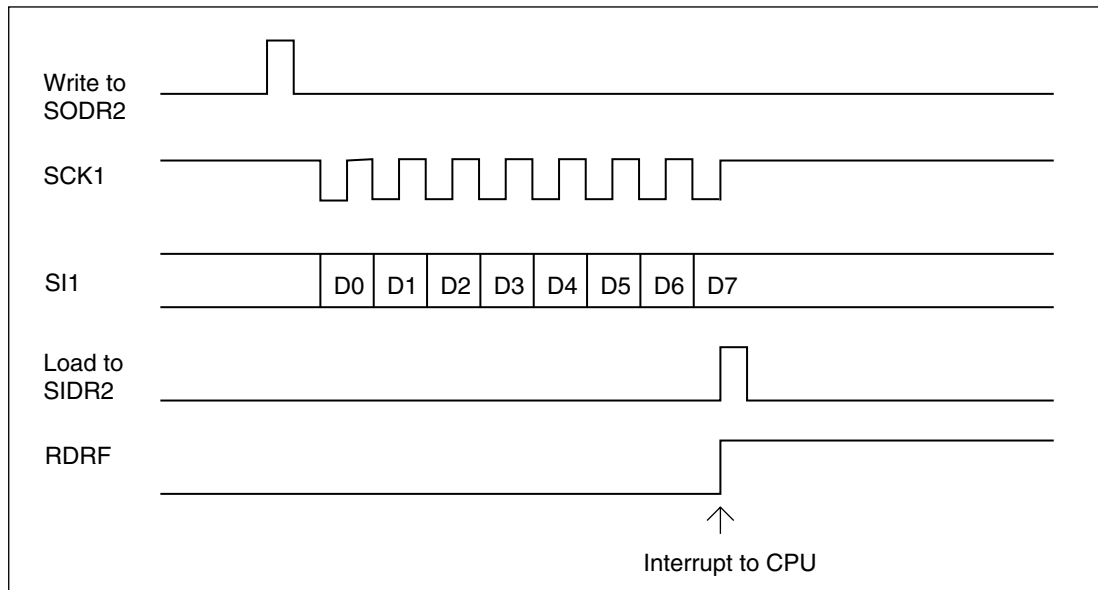 Write to
SODR2
SCK1
SI1
D0 D1 D2 D3 D4 D5 D6 D7
Load to
SIDR2
RDRF
Interrupt to CPU